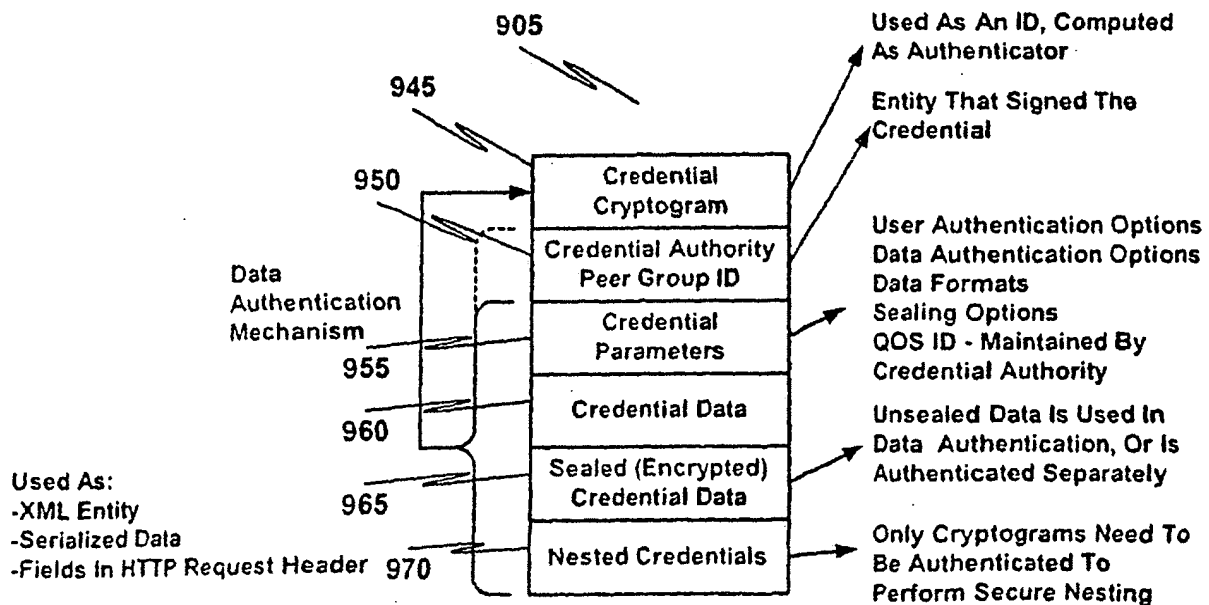 905
Used As An ID, Computed
As Authenticator
945
Entity That Signed The
Credential
950
Credential
Cryptogram
Credential Authority
Peer Group ID
User Authentication Options
Data Authentication Options
Data Formats
Sealing Options
QOS ID - Maintained By
Credential Authority
Data
Authentication
Mechanism
955
Credential
Parameters
960
Credential Data
Unsealed Data Is Used In
Data Authentication, Or Is
Authenticated Separately
965
Sealed (Encrypted)
Credential Data
Used As:
-XML Entity
-Serialized Data
-Fields In HTTP Request Header
970
Nested Credentials
Only Cryptograms Need To
Be Authenticated To
Perform Secure Nesting